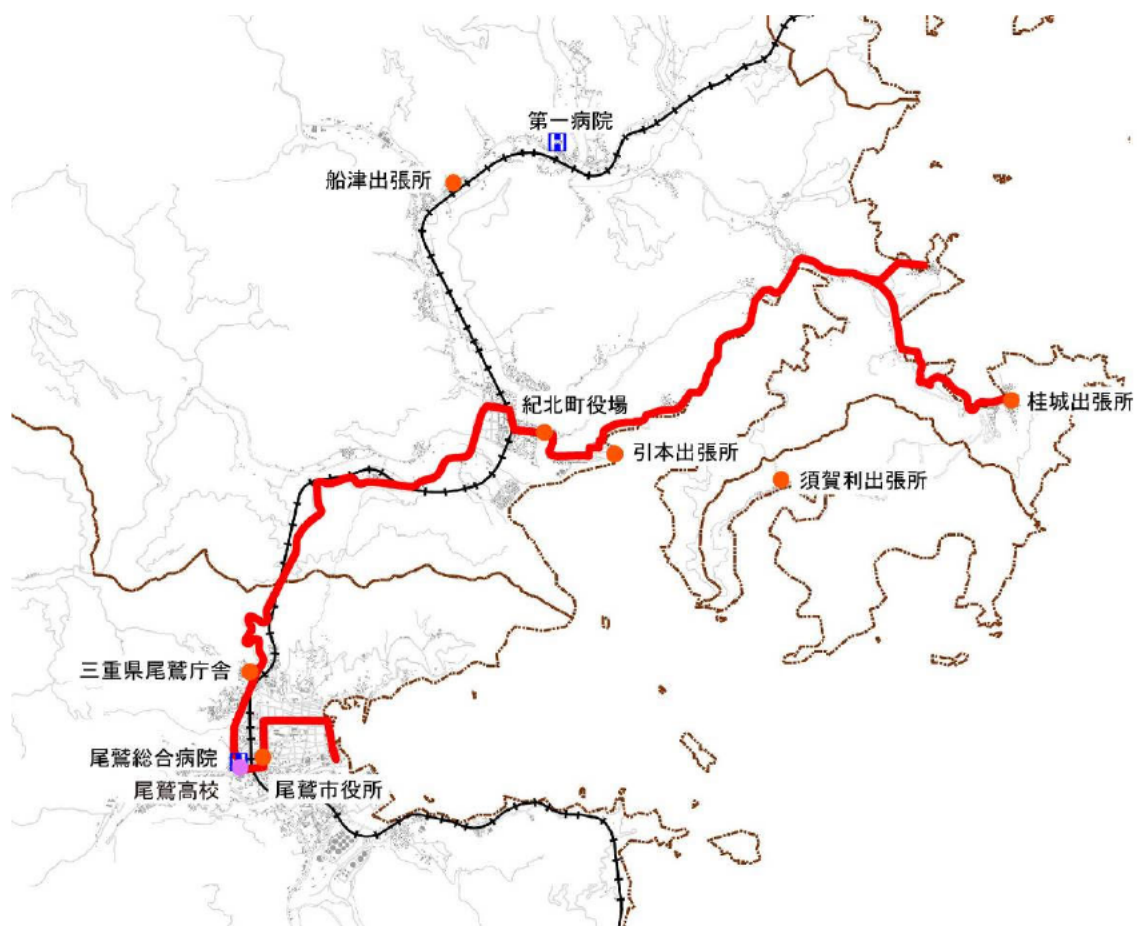 第一病院
H
船津出張所
紀北町役場
桂城出張所
引本出張所
須賀利出張所
三重県尾鷲庁舎
尾鷲総合病院
H
尾鷲高校
尾鷲市役所